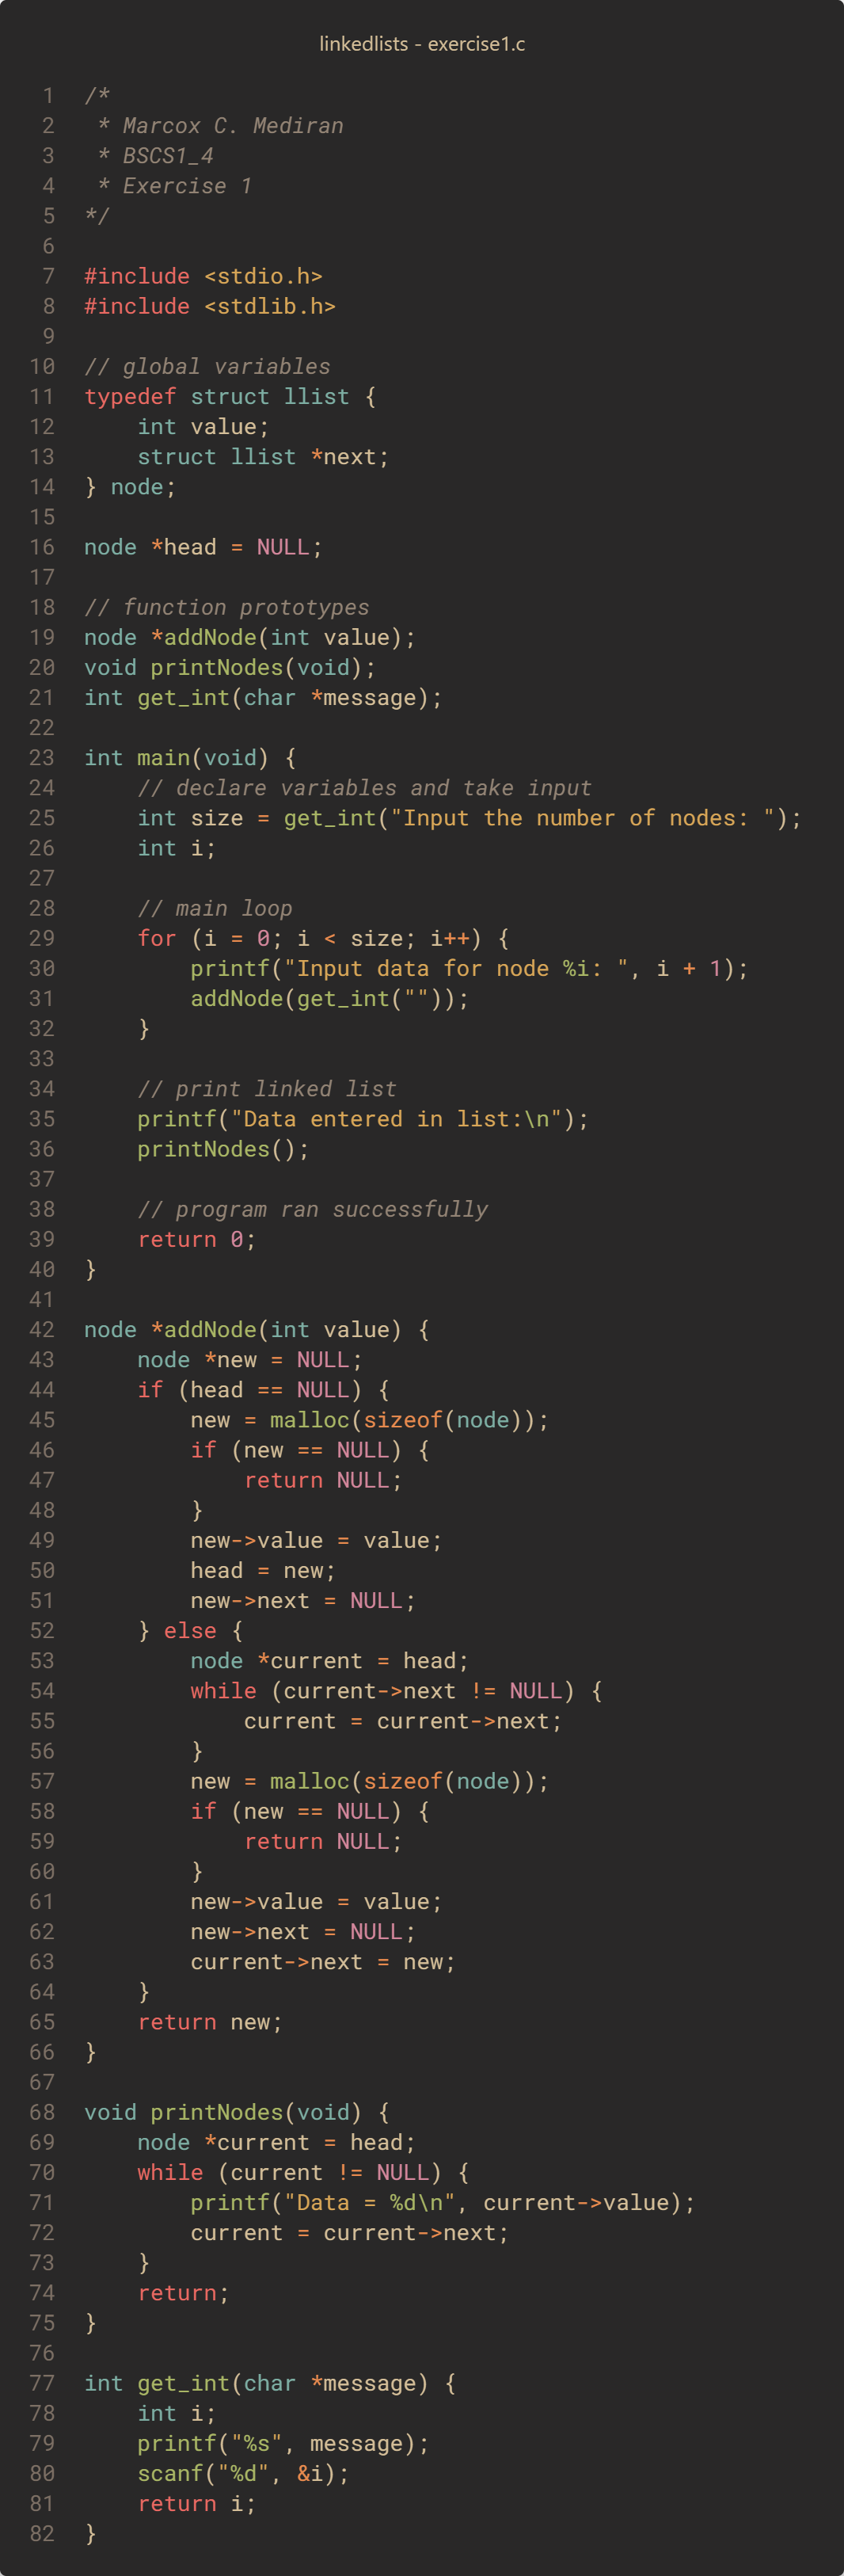 linkedlists - exercise1.c
1 /*
2  * Marcox C. Mediran
3  * BSCS1_4
4  * Exercise 1
5 */
6
7 #include <stdio.h>
8 #include <stdlib.h>
9
10 // global variables
11 typedef struct llist {
12     int value;
13     struct llist *next;
14 } node;
15
16 node *head = NULL;
17
18 // function prototypes
19 node *addNode(int value);
20 void printNodes(void);
21 int get_int(char *message);
22
23 int main(void) {
24     // declare variables and take input
25     int size = get_int("Input the number of nodes: ");
26     int i;
27
28     // main loop
29     for (i = 0; i < size; i++) {
30         printf("Input data for node %i: ", i + 1);
31         addNode(get_int(""));
32     }
33
34     // print linked list
35     printf("Data entered in list:\n");
36     printNodes();
37
38     // program ran successfully
39     return 0;
40 }
41
42 node *addNode(int value) {
43     node *new = NULL;
44     if (head == NULL) {
45         new = malloc(sizeof(node));
46         if (new == NULL) {
47             return NULL;
48         }
49         new->value = value;
50         head = new;
51         new->next = NULL;
52     } else {
53         node *current = head;
54         while (current->next != NULL) {
55             current = current->next;
56         }
57         new = malloc(sizeof(node));
58         if (new == NULL) {
59             return NULL;
60         }
61         new->value = value;
62         new->next = NULL;
63         current->next = new;
64     }
65     return new;
66 }
67
68 void printNodes(void) {
69     node *current = head;
70     while (current != NULL) {
71         printf("Data = %d\n", current->value);
72         current = current->next;
73     }
74     return;
75 }
76
77 int get_int(char *message) {
78     int i;
79     printf("%s", message);
80     scanf("%d", &i);
81     return i;
82 }